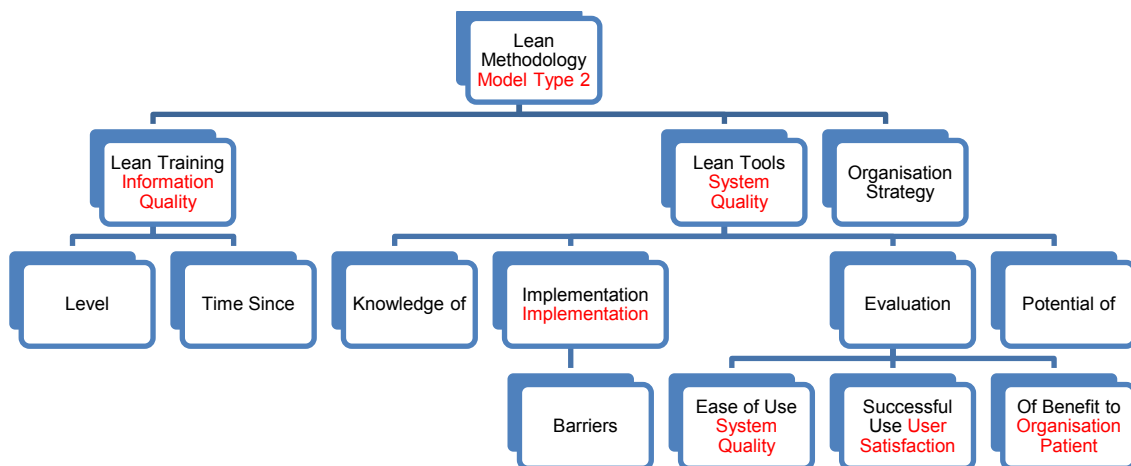 Lean
Methodology
Model Type 2
Lean Training
Information
Quality
Lean Tools
System
Quality
Organisation
Strategy
Level
Time Since
Knowledge of
Implementation
Implementation
Evaluation
Potential of
Barriers
Ease of Use
System
Quality
Successful
Use User
Satisfaction
Of Benefit to
Organisation
Patient